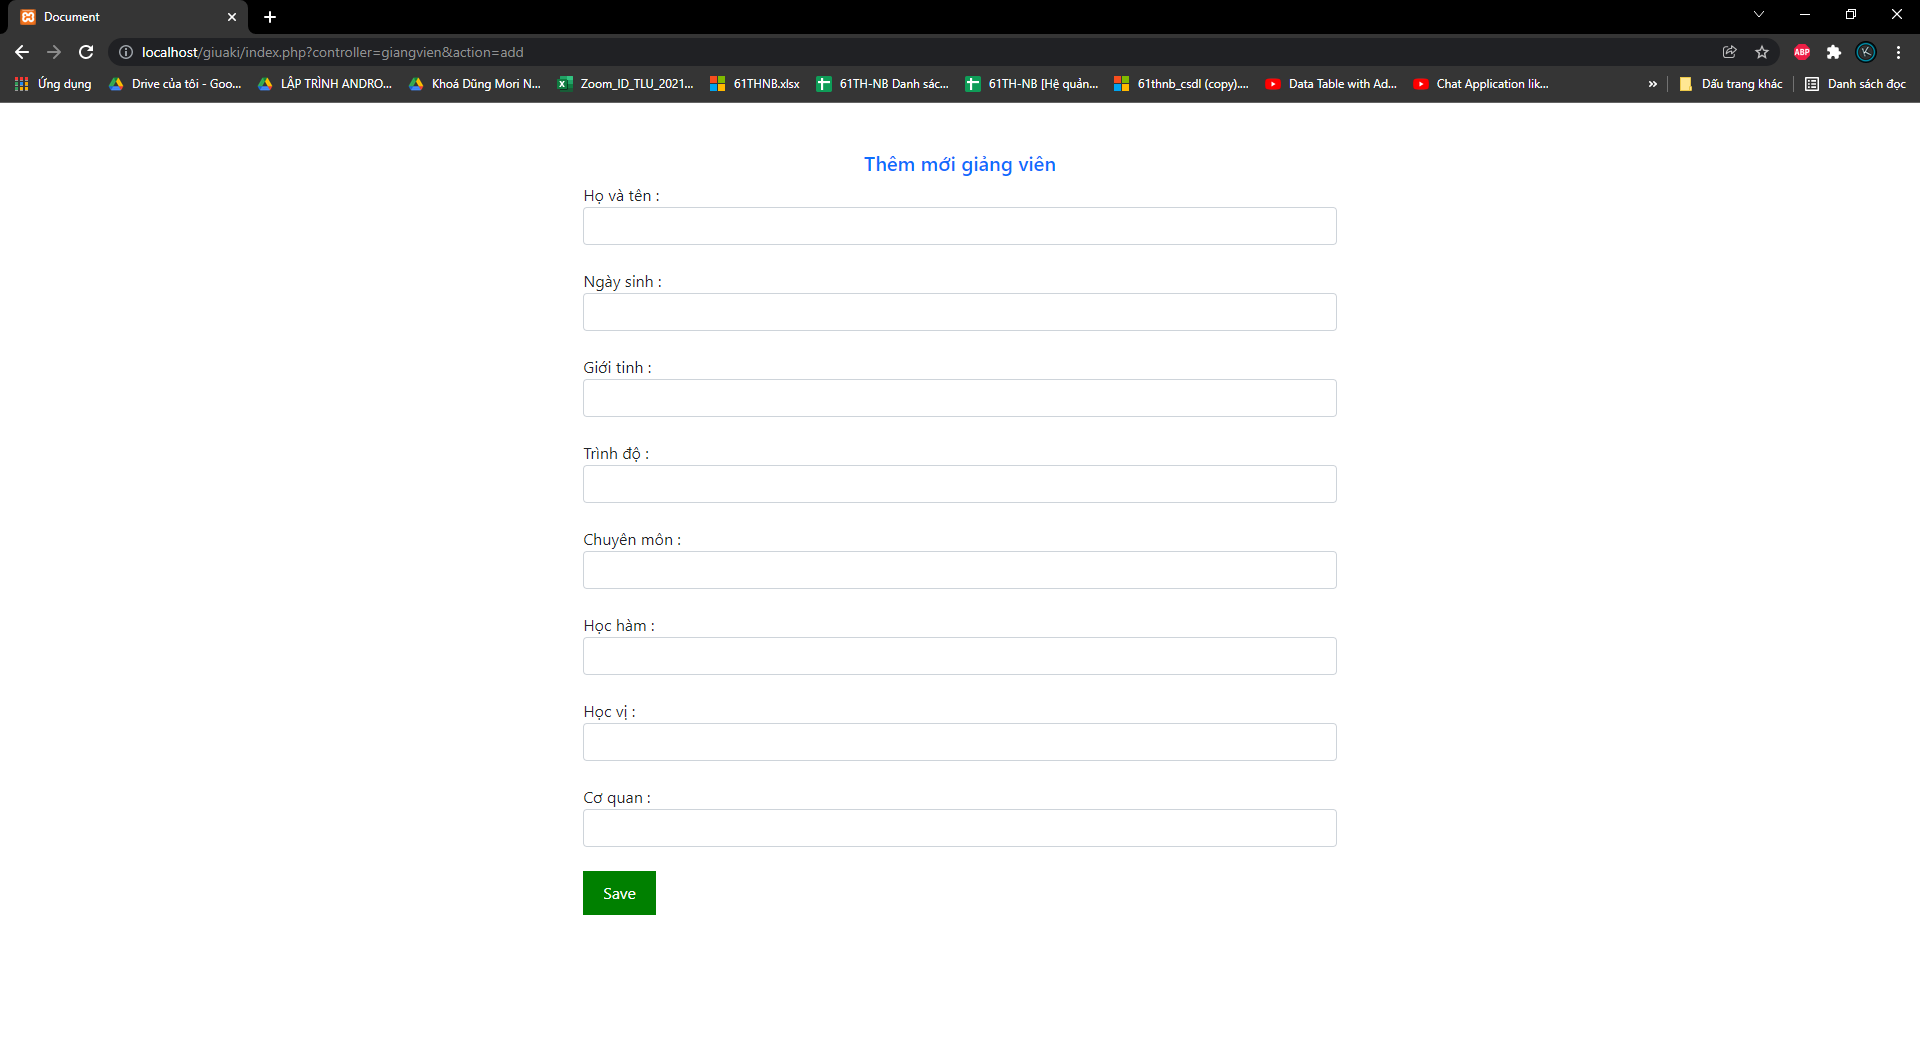 Document
localhost/giuaki/index.php?controller=giangvien&action=add
ABP
Ứng dụng
Drive của tôi - Goo...
LẬP TRÌNH ANDRO...
Khoá Dũng Mori N...
Zoom_ID_TLU_2021...
61THNB.xlsx
61TH-NB Danh sác...
61TH-NB [Hệ quản...
61thnb_csdl (copy)....
Data Table with Ad...
Chat Application lik...
»
Dấu trang khác
Danh sách đọc
Thêm mới giảng viên
Họ và tên :
Ngày sinh :
Giới tinh :
Trình độ :
Chuyên môn :
Học hàm :
Học vị :
Cơ quan :
Save